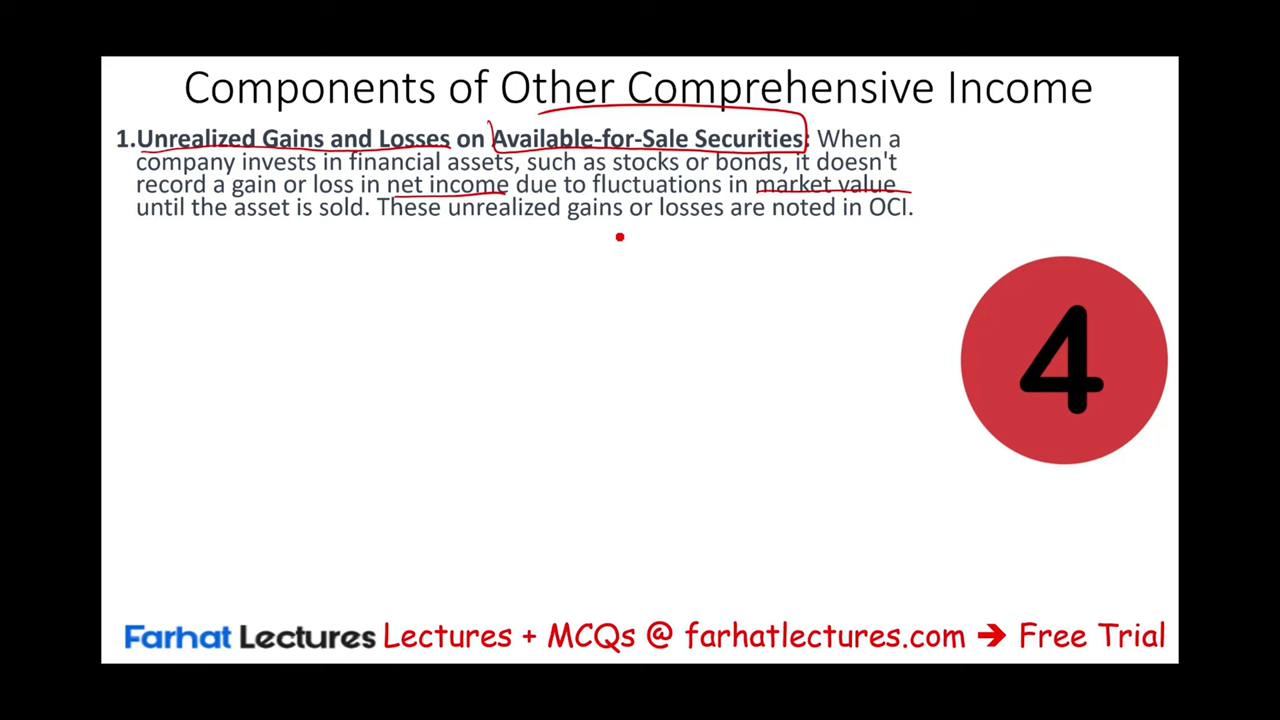 Components of Other Comprehensive Income
1.Unrealized Gains and Losses on Available-for-Sale Securities: When a
company invests in financial assets, such as stocks or bonds, it doesn't
record a gain or loss in net income due to fluctuations in market value
until the asset is sold. These unrealized gains or losses are noted in OCI.
4
Farhat Lectures Lectures + MCQs @ farhatlectures.com ➔ Free Trial